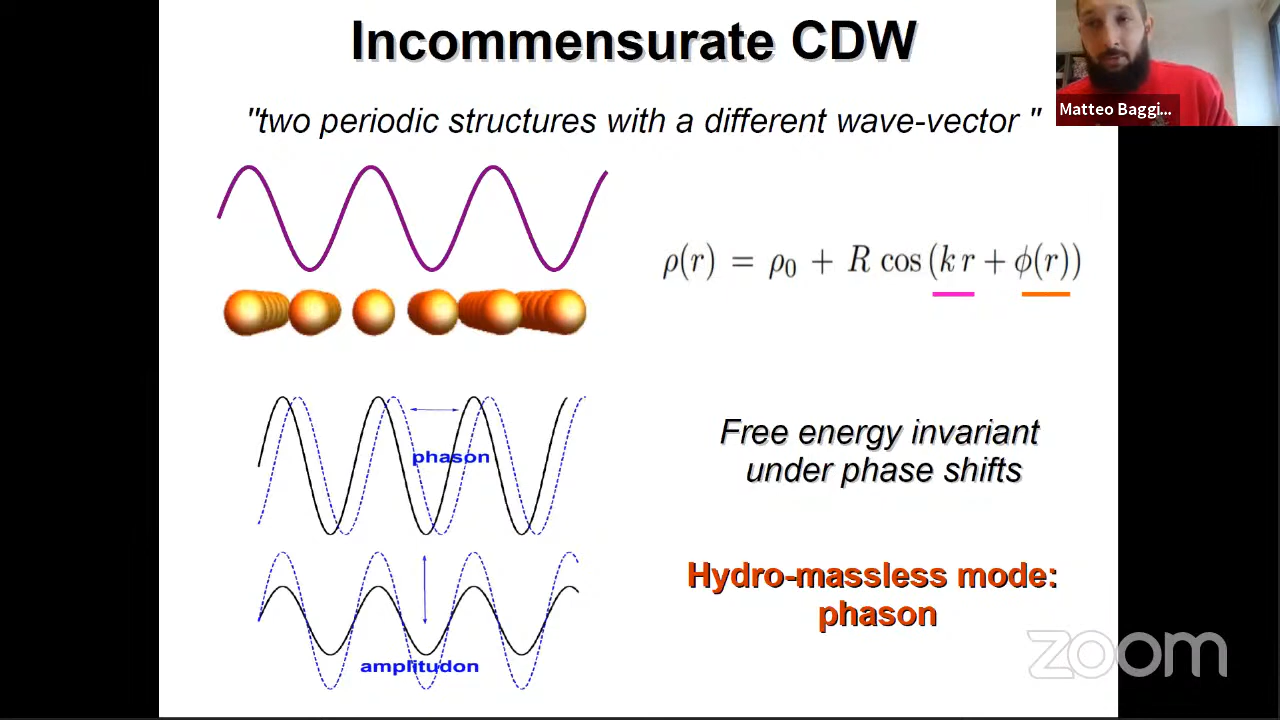 Incommensurate CDW
"two periodic structures with a different wave-vector "
Matteo Baggi...
ρ(r) = ρ₀ + R cos (k r + ϕ(r))
phason
Free energy invariant
under phase shifts
Hydro-massless mode:
phason
amplitudon
zoom